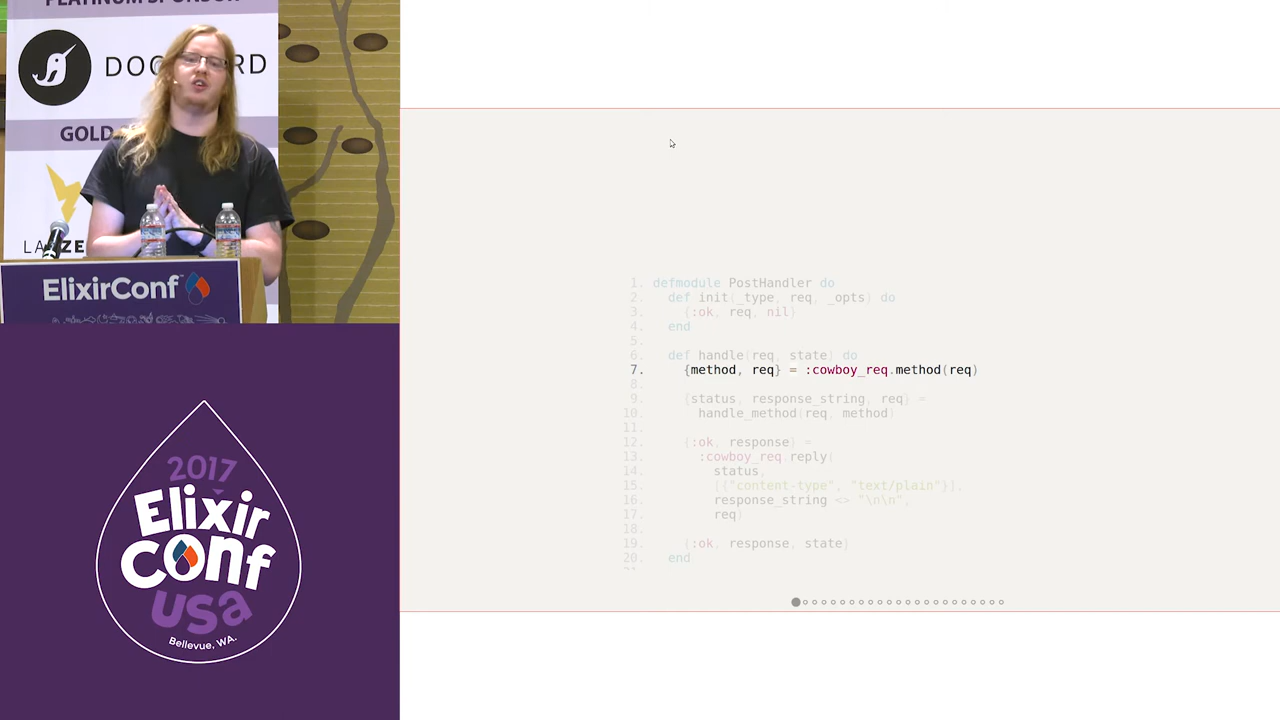 PLATINUM SPONSOR
GOLD
ElixirConf
2017
Elixir
Conf
USA
Bellevue, WA.
1. defmodule PostHandler do
2. def init(_type, req, _opts) do
3. {:ok, req, nil}
4. end
5.
6. def handle(req, state) do
7. {method, req} = :cowboy_req.method(req)
8.
9. {status, response_string, req} =
10. handle_method(req, method)
11.
12. {:ok, response} =
13. :cowboy_req.reply(
14. status,
15. [{"content-type", "text/plain"}],
16. response_string <> "\n\n",
17. req)
18.
19. {:ok, response, state}
20. end